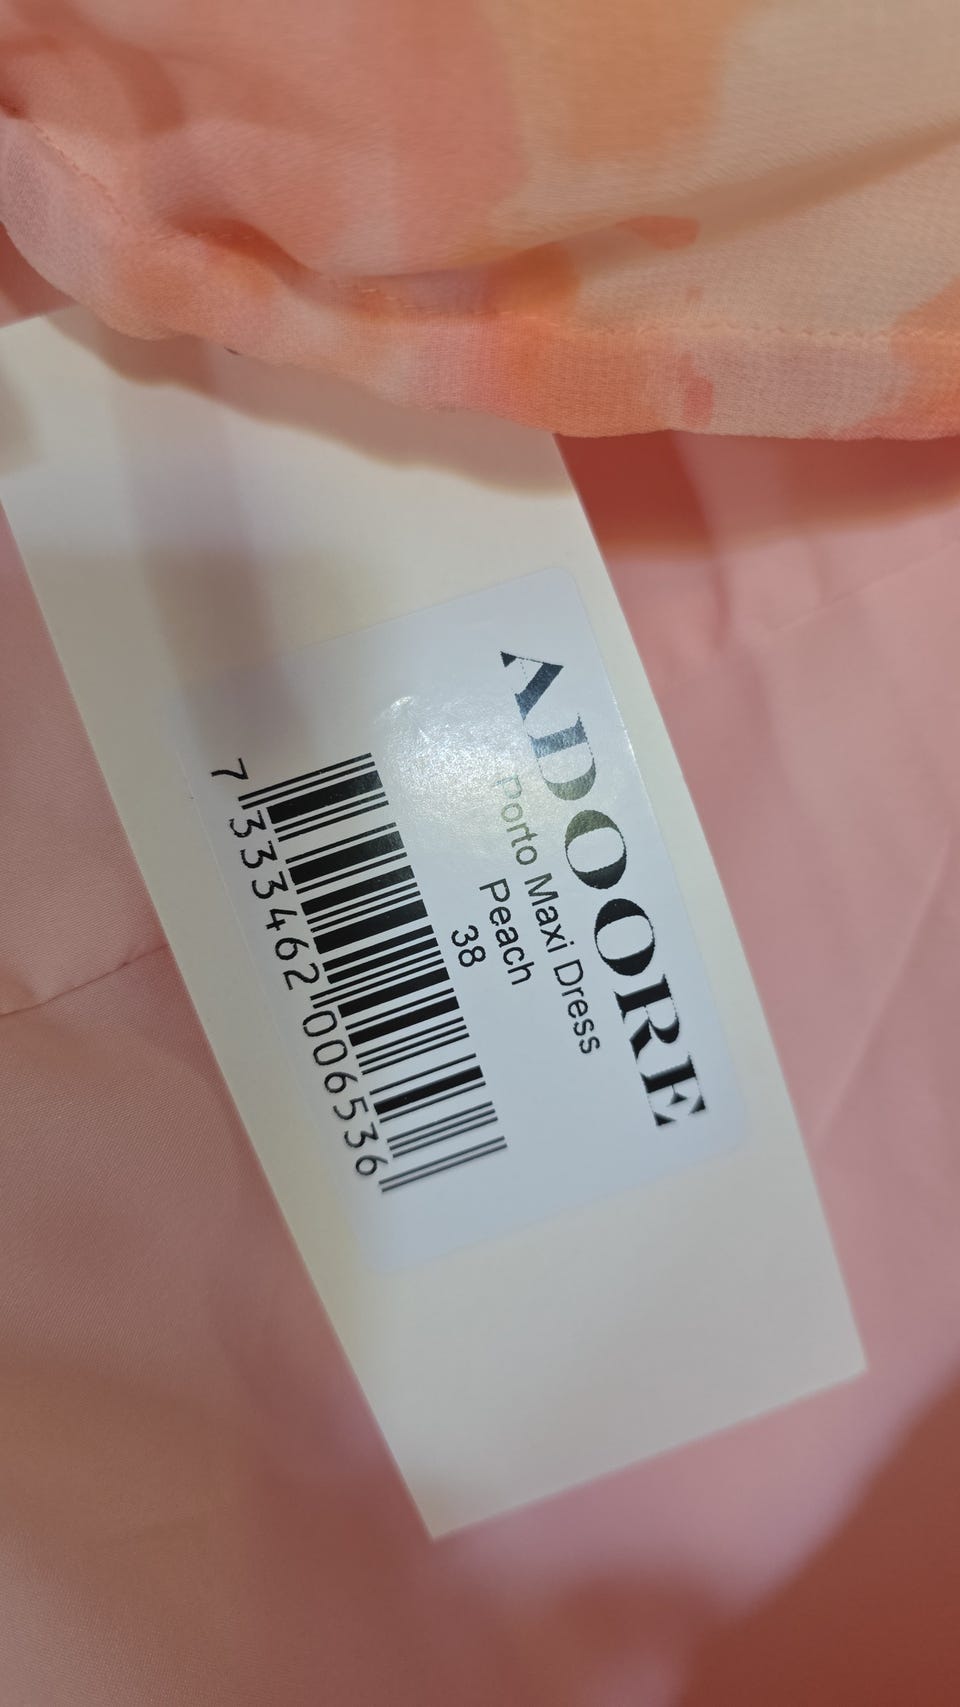 ADOORE
Porto Maxi Dress
Peach
38
7 333462 006536